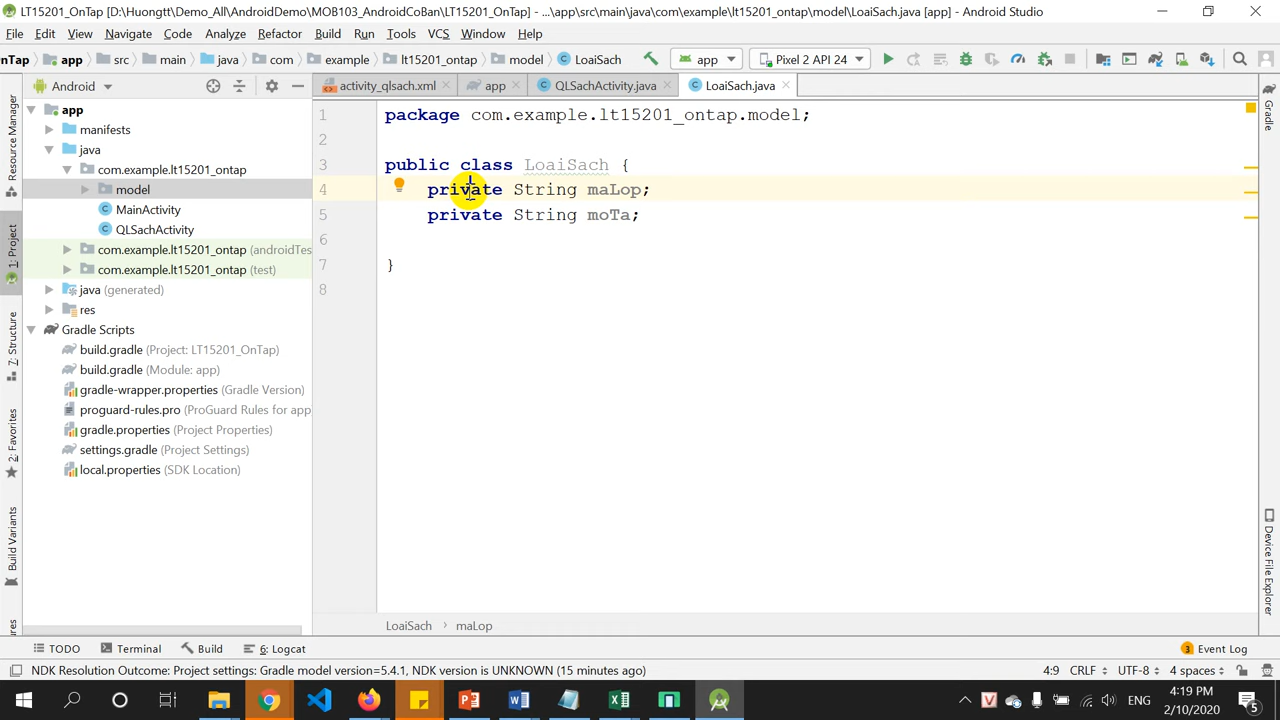 LT15201_OnTap [D:\Huongtt\Demo_All\AndroidDemo\MOB103_AndroidCoBan\LT15201_OnTap] - ...\app\src\main\java\com\example\lt15201_ontap\model\LoaiSach.java [app] - Android Studio
File Edit View Navigate Code Analyze Refactor Build Run Tools VCS Window Help
nTap app src main java com example lt15201_ontap model LoaiSach app Pixel 2 API 24
Android activity_qlsach.xml app QLSachActivity.java LoaiSach.java
Resource Manager
1: Project
7: Structure
2: Favorites
Build Variants
app
manifests
java
com.example.lt15201_ontap
model
MainActivity
QLSachActivity
com.example.lt15201_ontap (androidTes
com.example.lt15201_ontap (test)
java (generated)
res
Gradle Scripts
build.gradle (Project: LT15201_OnTap)
build.gradle (Module: app)
gradle-wrapper.properties (Gradle Version)
proguard-rules.pro (ProGuard Rules for app
gradle.properties (Project Properties)
settings.gradle (Project Settings)
local.properties (SDK Location)
1 package com.example.lt15201_ontap.model;
2
3 public class LoaiSach {
4 private String maLop;
5 private String moTa;
6
7 }
8
Gradle
Device File Explorer
LoaiSach maLop
TODO Terminal Build 6: Logcat 3 Event Log
NDK Resolution Outcome: Project settings: Gradle model version=5.4.1, NDK version is UNKNOWN (15 minutes ago) 4:9 CRLF UTF-8 4 spaces
ENG 4:19 PM
2/10/2020 5